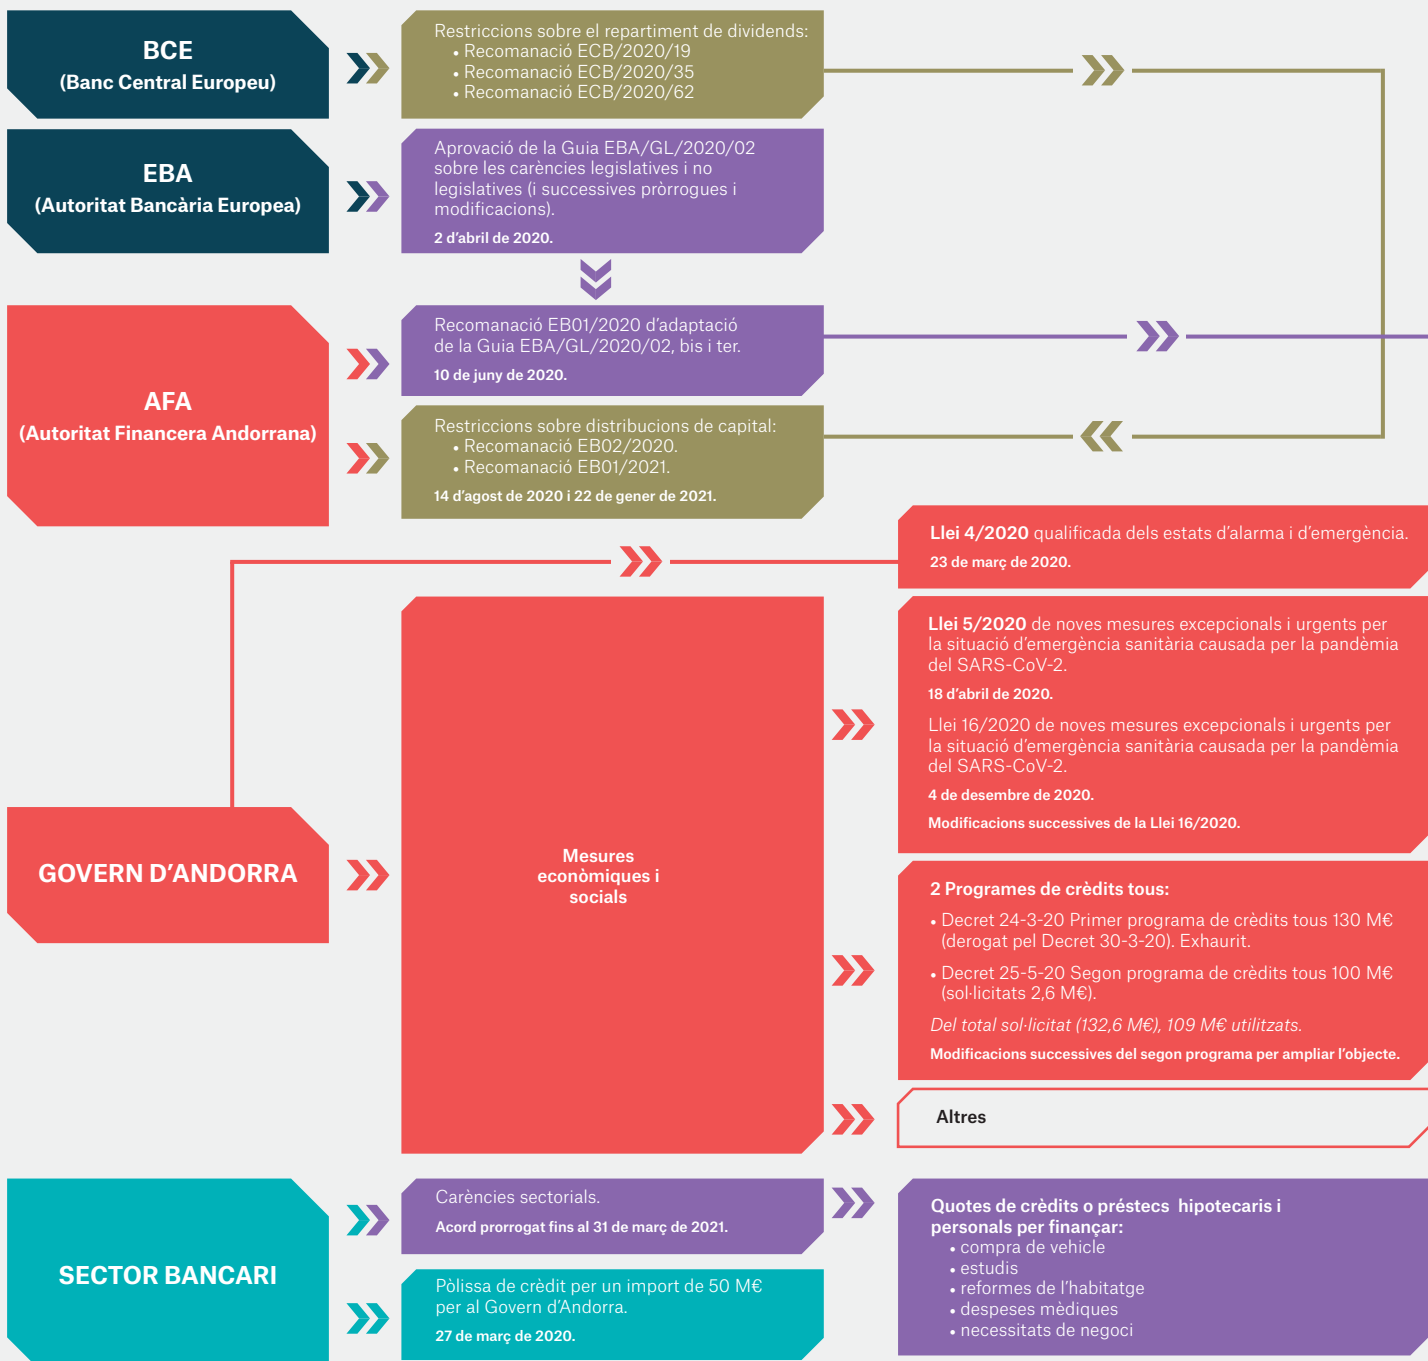 BCE
(Banc Central Europeu)
Restriccions sobre el repartiment de dividends:
• Recomanació ECB/2020/19
• Recomanació ECB/2020/35
• Recomanació ECB/2020/62
EBA
(Autoritat Bancària Europea)
Aprovació de la Guia EBA/GL/2020/02
sobre les carències legislatives i no
legislatives (i successives pròrrogues i
modificacions).
2 d’abril de 2020.
AFA
(Autoritat Financera Andorrana)
Recomanació EB01/2020 d’adaptació
de la Guia EBA/GL/2020/02, bis i ter.
10 de juny de 2020.
Restriccions sobre distribucions de capital:
• Recomanació EB02/2020.
• Recomanació EB01/2021.
14 d’agost de 2020 i 22 de gener de 2021.
GOVERN D’ANDORRA
Llei 4/2020 qualificada dels estats d’alarma i d’emergència.
23 de març de 2020.
Mesures
econòmiques i
socials
Llei 5/2020 de noves mesures excepcionals i urgents per
la situació d’emergència sanitària causada per la pandèmia
del SARS-CoV-2.
18 d’abril de 2020.
Llei 16/2020 de noves mesures excepcionals i urgents per
la situació d’emergència sanitària causada per la pandèmia
del SARS-CoV-2.
4 de desembre de 2020.
Modificacions successives de la Llei 16/2020.
2 Programes de crèdits tous:
• Decret 24-3-20 Primer programa de crèdits tous 130 M€
(derogat pel Decret 30-3-20). Exhaurit.
• Decret 25-5-20 Segon programa de crèdits tous 100 M€
(sol·licitats 2,6 M€).
Del total sol·licitat (132,6 M€), 109 M€ utilitzats.
Modificacions successives del segon programa per ampliar l’objecte.
Altres
SECTOR BANCARI
Carències sectorials.
Acord prorrogat fins al 31 de març de 2021.
Pòlissa de crèdit per un import de 50 M€
per al Govern d’Andorra.
27 de març de 2020.
Quotes de crèdits o préstecs hipotecaris i
personals per finançar:
• compra de vehicle
• estudis
• reformes de l’habitatge
• despeses mèdiques
• necessitats de negoci